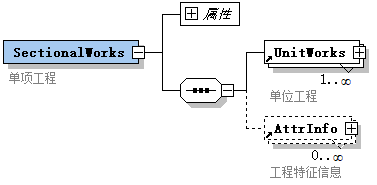 属性
SectionalWorks
单项工程
UnitWorks
1..∞
单位工程
AttrInfo
0..∞
工程特征信息